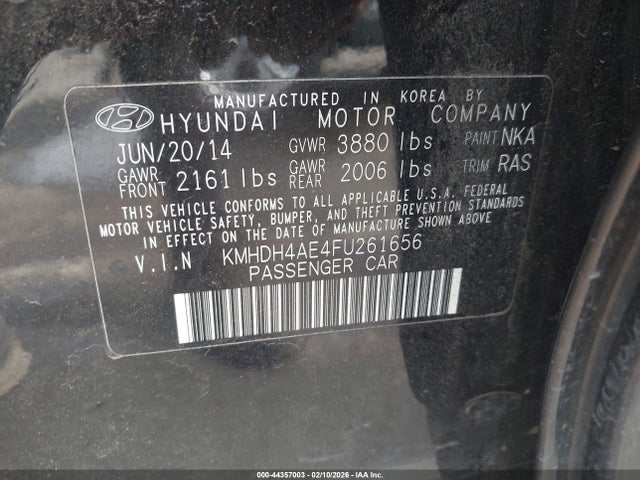 MANUFACTURED IN KOREA BY
HYUNDAI MOTOR COMPANY
JUN/20/14 GVWR 3880 lbs PAINT NKA
GAWR FRONT 2161 lbs GAWR REAR 2006 lbs TRIM RAS
THIS VEHICLE CONFORMS TO ALL APPLICABLE U.S.A. FEDERAL
MOTOR VEHICLE SAFETY, BUMPER, AND THEFT PREVENTION STANDARDS
IN EFFECT ON THE DATE OF MANUFACTURE SHOWN ABOVE
V.I.N KMHDH4AE4FU261656
PASSENGER CAR
000-44357003 - 02/10/2026 - IAA Inc.